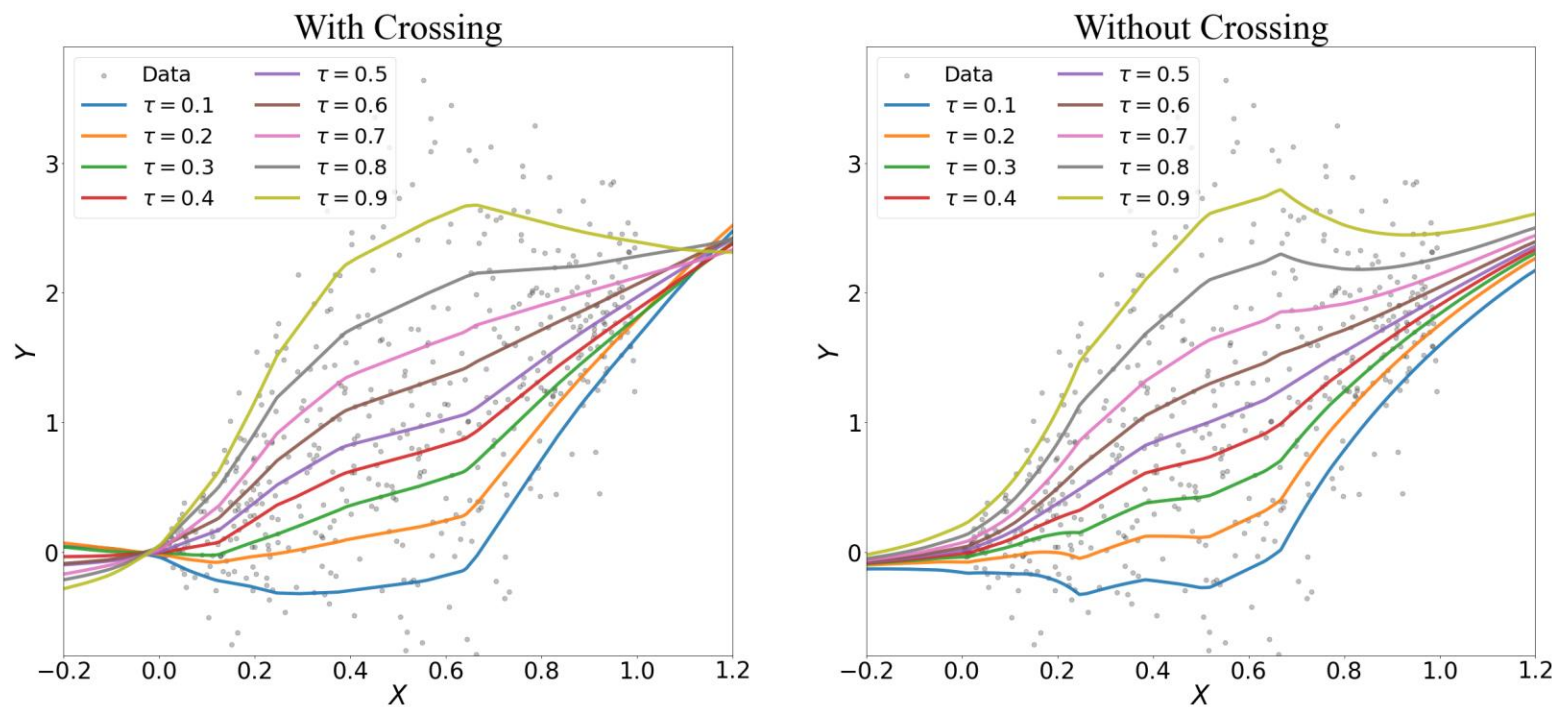 With Crossing
Data
τ = 0.1
τ = 0.2
τ = 0.3
τ = 0.4
τ = 0.5
τ = 0.6
τ = 0.7
τ = 0.8
τ = 0.9
Y
3
2
1
0
−0.2 0.0 0.2 0.4 0.6 0.8 1.0 1.2
X
Without Crossing
Data
τ = 0.1
τ = 0.2
τ = 0.3
τ = 0.4
τ = 0.5
τ = 0.6
τ = 0.7
τ = 0.8
τ = 0.9
Y
3
2
1
0
−0.2 0.0 0.2 0.4 0.6 0.8 1.0 1.2
X